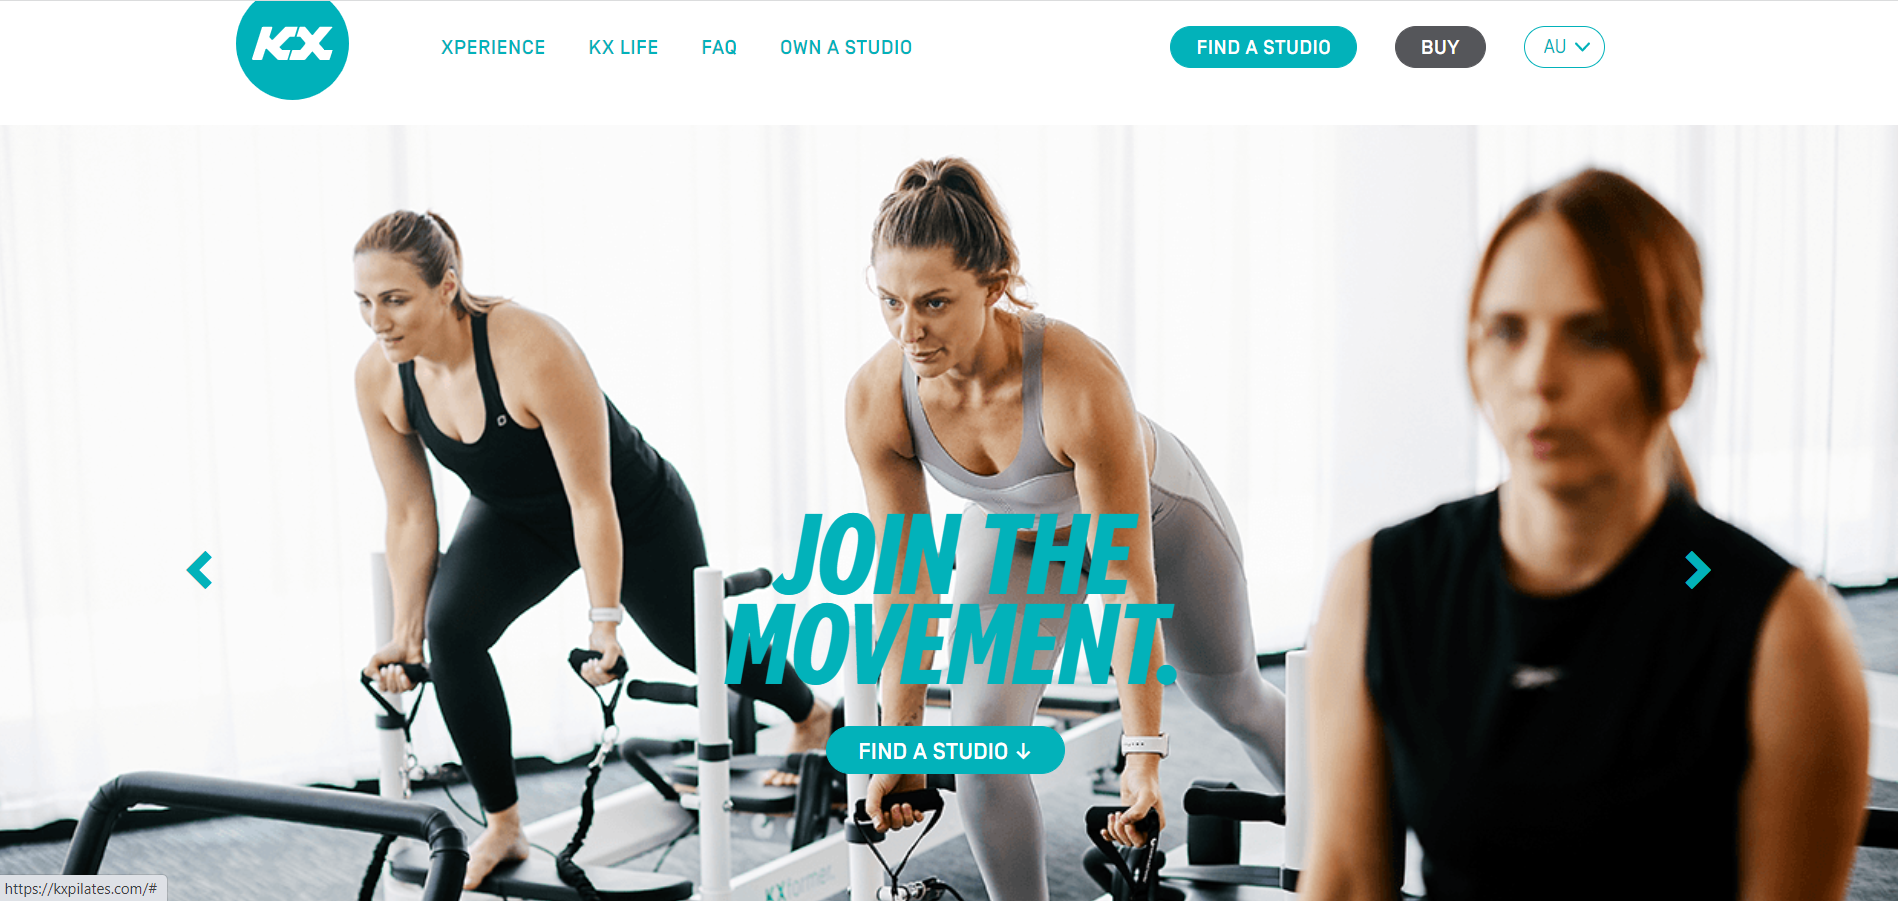 KX
XPERIENCE
KX LIFE
FAQ
OWN A STUDIO
FIND A STUDIO
BUY
AU
JOIN THE
MOVEMENT.
FIND A STUDIO ↓
KXformer.
https://kxpilates.com/#